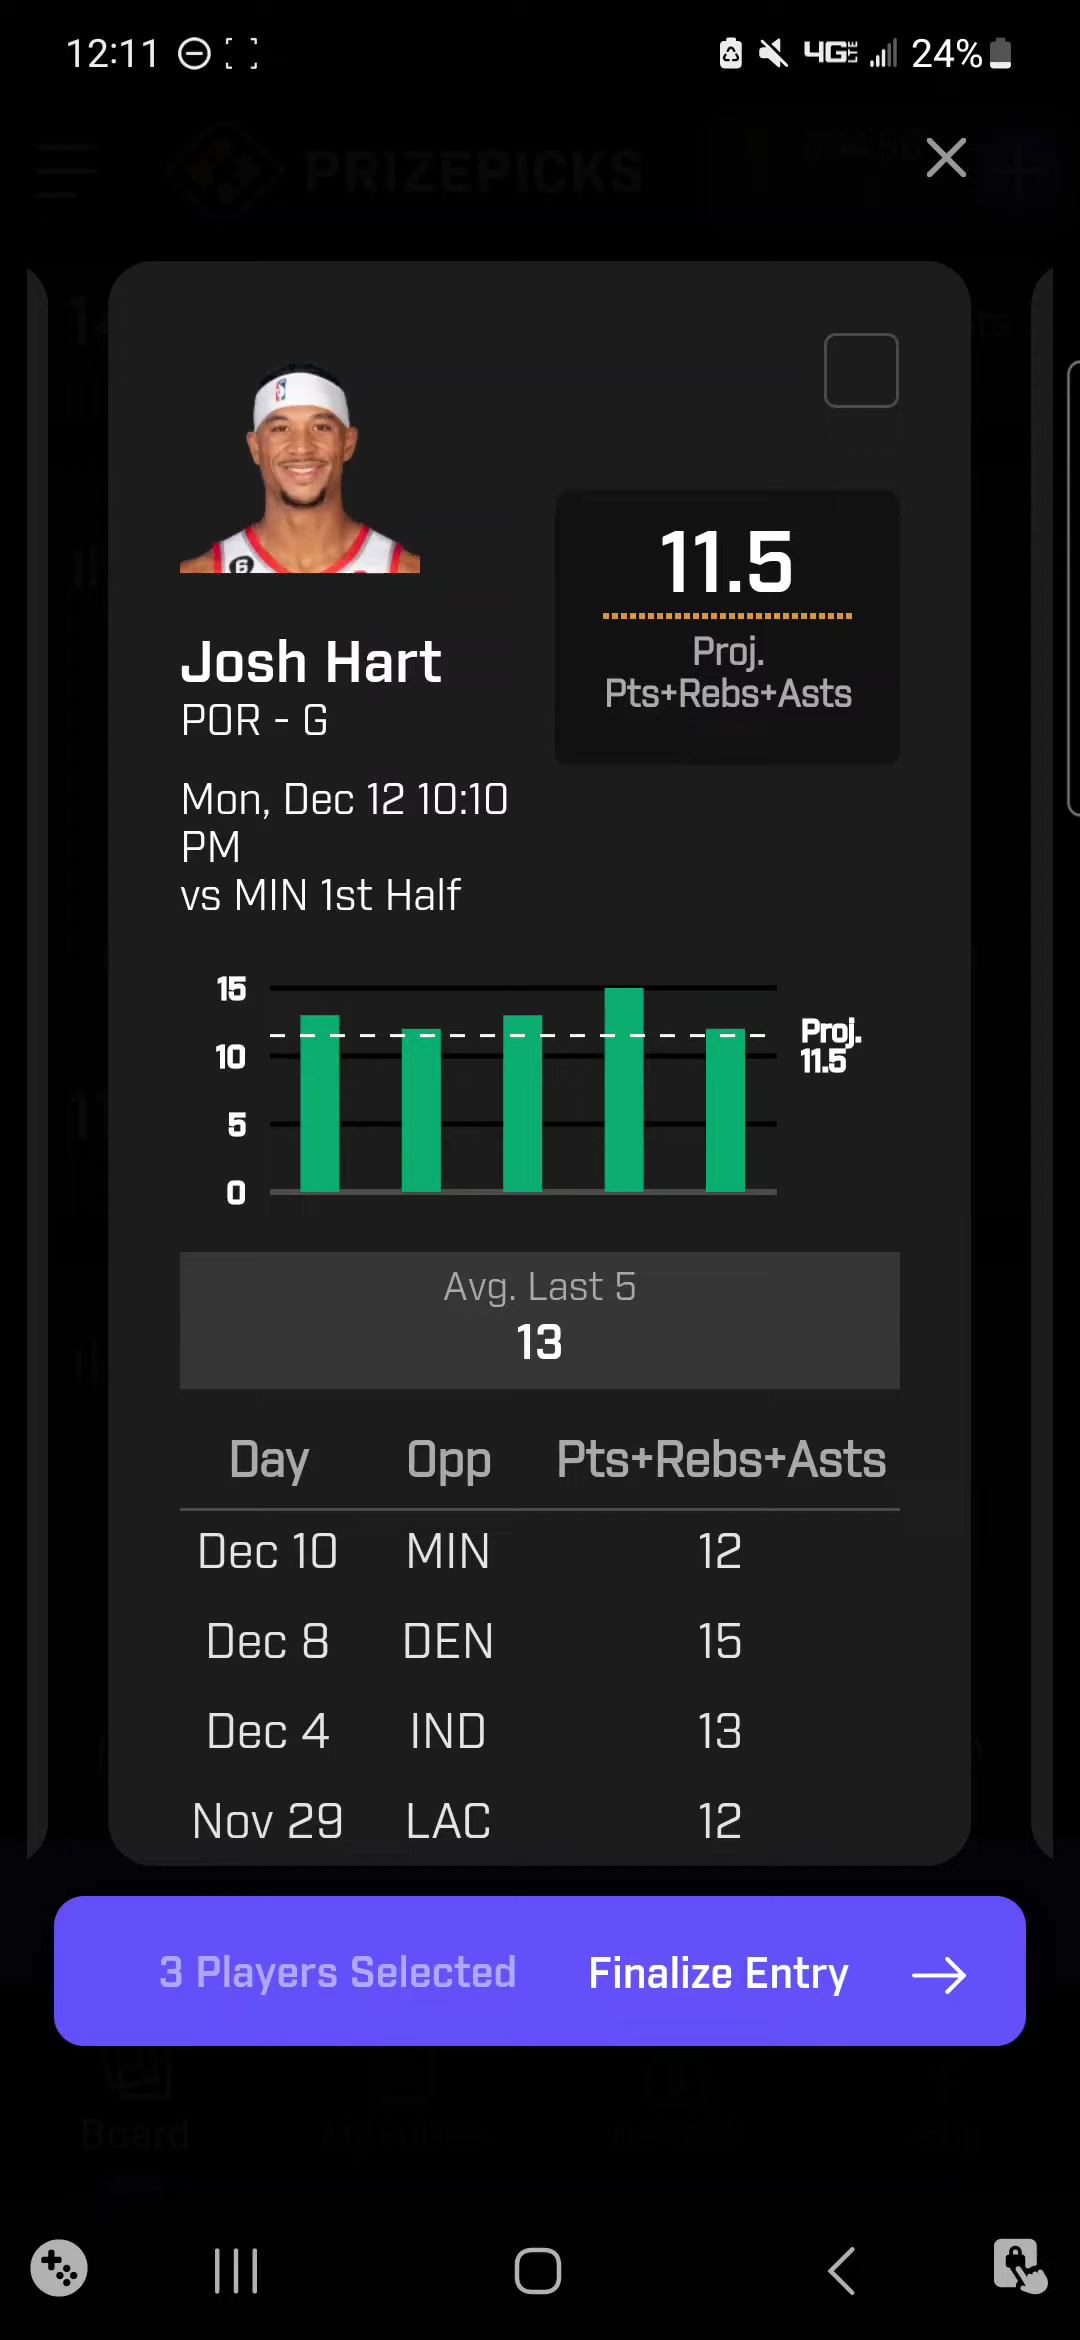 12:11 4G LTE 24%
PRIZEPICKS
11.5
Proj.
Pts+Rebs+Asts
Josh Hart
POR - G
Mon, Dec 12 10:10
PM
vs MIN 1st Half
15
10
5
0
Proj.
11.5
Avg. Last 5
13
Day Opp Pts+Rebs+Asts
Dec 10 MIN 12
Dec 8 DEN 15
Dec 4 IND 13
Nov 29 LAC 12
3 Players Selected Finalize Entry
Board